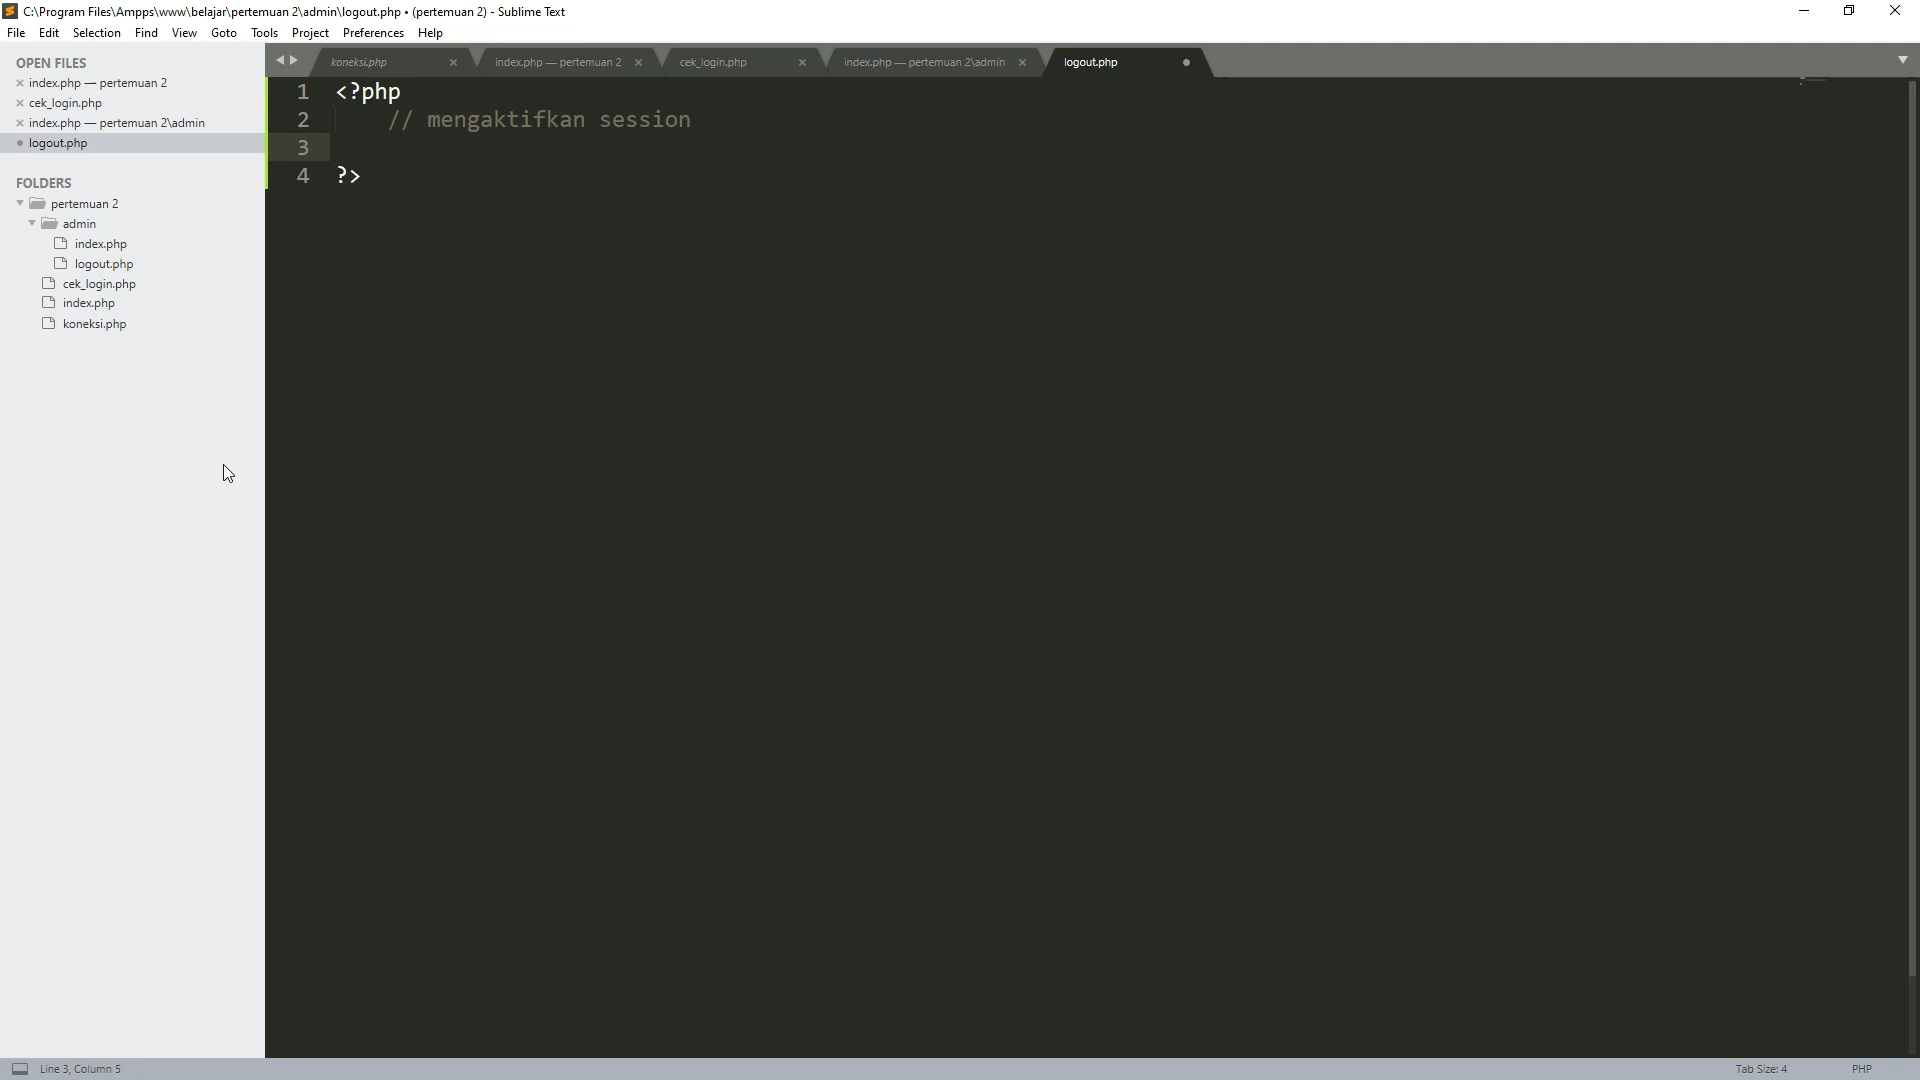 C:\Program Files\Ampps\www\belajar\pertemuan 2\admin\logout.php • (pertemuan 2) - Sublime Text
File Edit Selection Find View Goto Tools Project Preferences Help
OPEN FILES
index.php — pertemuan 2
cek_login.php
index.php — pertemuan 2\admin
logout.php
FOLDERS
pertemuan 2
admin
index.php
logout.php
cek_login.php
index.php
koneksi.php
koneksi.php index.php — pertemuan 2 cek_login.php index.php — pertemuan 2\admin logout.php
1 <?php
2 // mengaktifkan session
3
4 ?>
Line 3, Column 5 Tab Size: 4 PHP